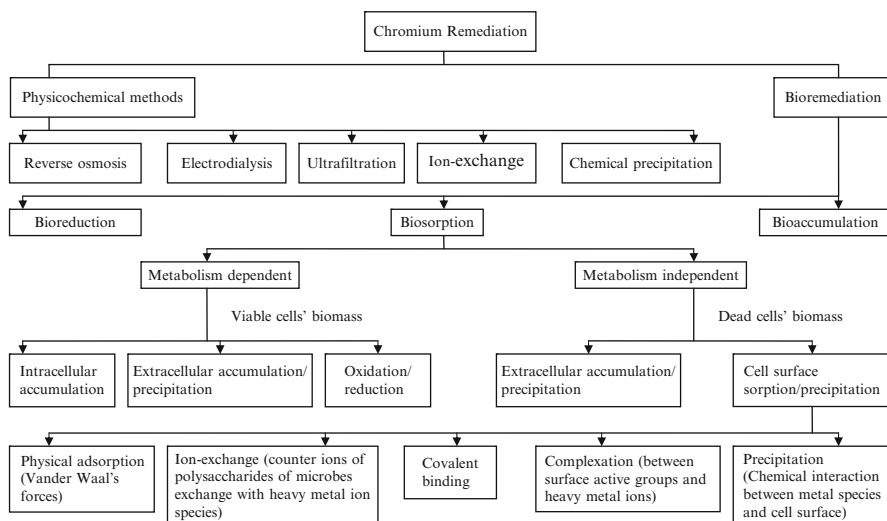 Chromium Remediation
Physicochemical methods
Bioremediation
Reverse osmosis
Electrodialysis
Ultrafiltration
Ion-exchange
Chemical precipitation
Bioreduction
Biosorption
Bioaccumulation
Metabolism dependent
Metabolism independent
Viable cells' biomass
Dead cells' biomass
Intracellular
accumulation
Extracellular accumulation/
precipitation
Oxidation/
reduction
Extracellular accumulation/
precipitation
Cell surface
sorption/precipitation
Physical adsorption
(Vander Waal's
forces)
Ion-exchange (counter ions of
polysaccharides of microbes
exchange with heavy metal ion
species)
Covalent
binding
Complexation (between
surface active groups and
heavy metal ions)
Precipitation
(Chemical interaction
between metal species
and cell surface)